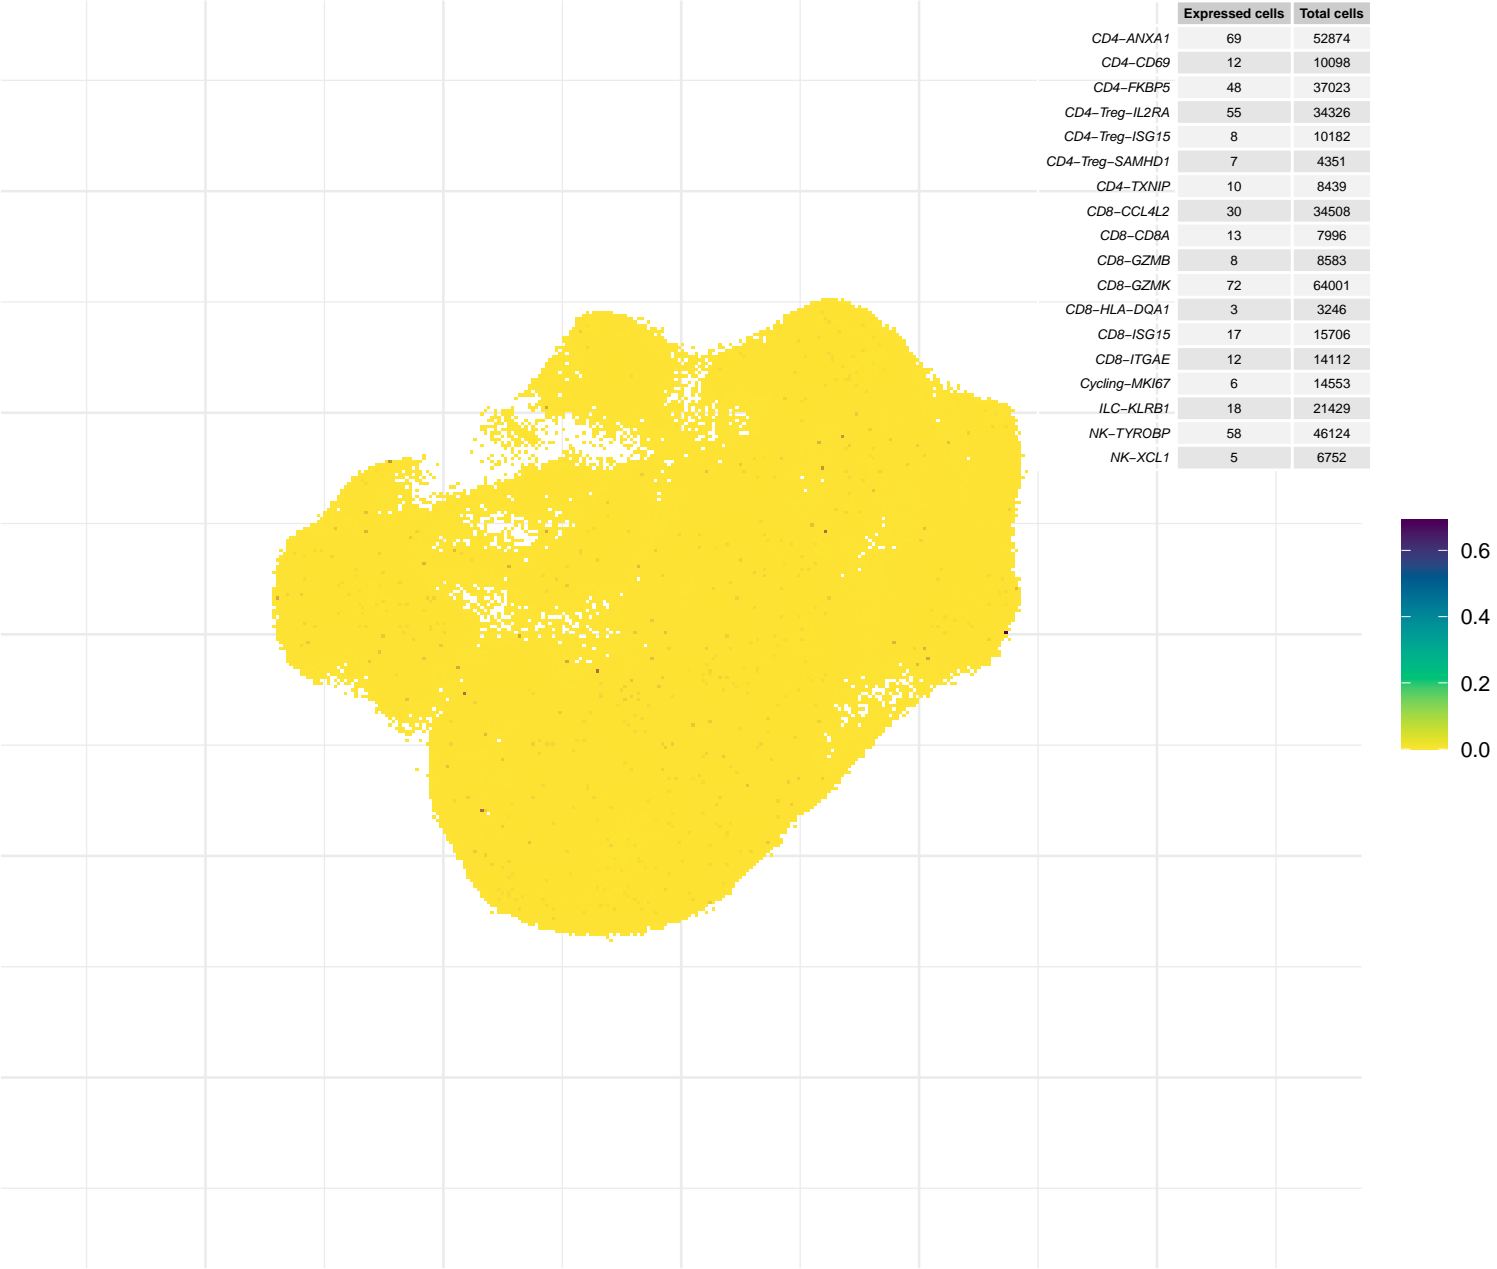 Expressed cells Total cells
CD4−ANXA1 69 52874
CD4−CD69 12 10098
CD4−FKBP5 48 37023
CD4−Treg−IL2RA 55 34326
CD4−Treg−ISG15 8 10182
CD4−Treg−SAMHD1 7 4351
CD4−TXNIP 10 8439
CD8−CCL4L2 30 34508
CD8−CD8A 13 7996
CD8−GZMB 8 8583
CD8−GZMK 72 64001
CD8−HLA−DQA1 3 3246
CD8−ISG15 17 15706
CD8−ITGAE 12 14112
Cycling−MKI67 6 14553
ILC−KLRB1 18 21429
NK−TYROBP 58 46124
NK−XCL1 5 6752
0.6
0.4
0.2
0.0